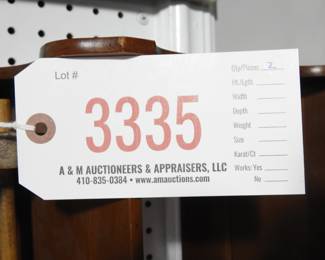 Lot #
3335
A & M AUCTIONEERS & APPRAISERS, LLC
410-835-0384 • www.amauctions.com
Qty/Pieces 2
Ht./Lgth
Width
Depth
Weight
Size
Karat/Ct
Works: Yes
No